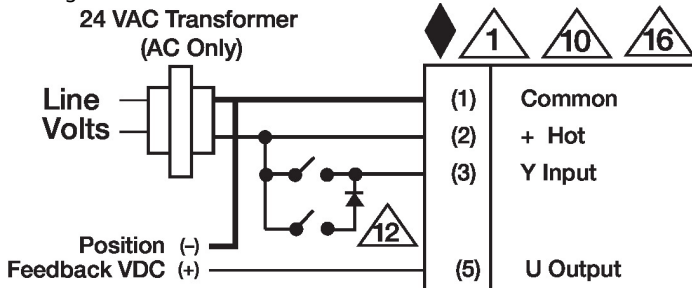 24 VAC Transformer
(AC Only)
1 10 16
Line
Volts
(1) Common
(2) + Hot
(3) Y Input
12
Position (-)
Feedback VDC (+)
(5) U Output